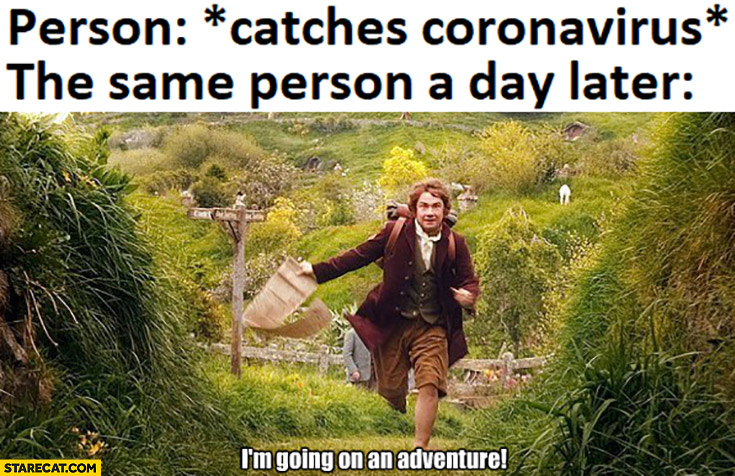 Person: *catches coronavirus*
The same person a day later:
I'm going on an adventure!
STARECAT.COM